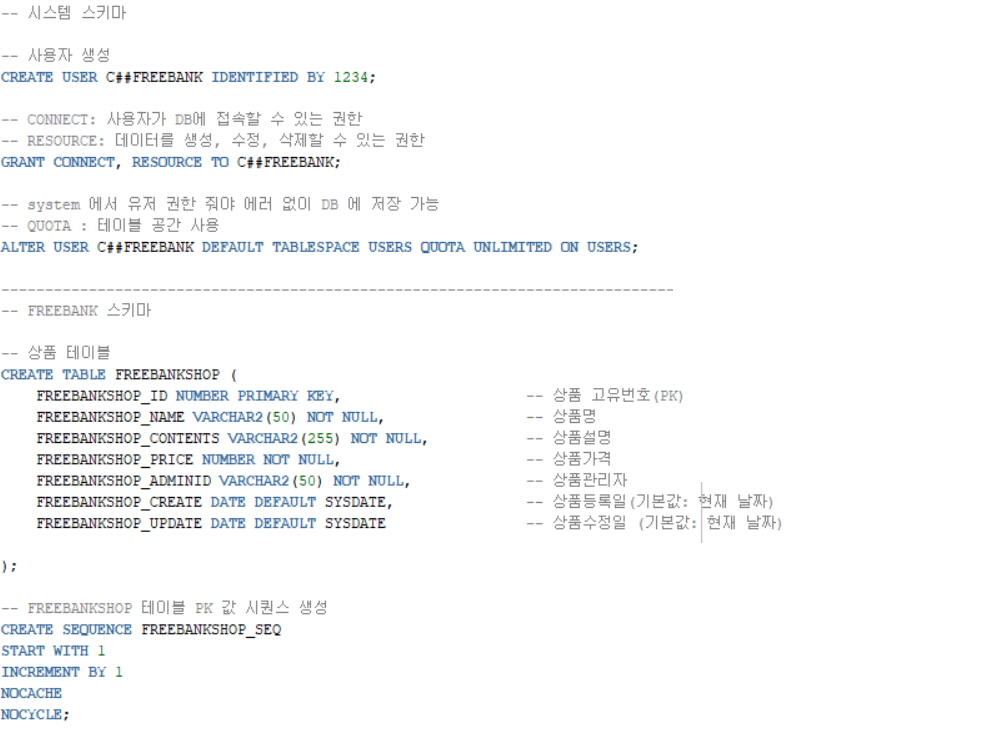 -- 시스템 스키마
-- 사용자 생성
CREATE USER C##FREEBANK IDENTIFIED BY 1234;
-- CONNECT: 사용자가 DB에 접속할 수 있는 권한
-- RESOURCE: 데이터를 생성, 수정, 삭제할 수 있는 권한
GRANT CONNECT, RESOURCE TO C##FREEBANK;
-- system 에서 유저 권한 줘야 에러 없이 DB 에 저장 가능
-- QUOTA : 테이블 공간 사용
ALTER USER C##FREEBANK DEFAULT TABLESPACE USERS QUOTA UNLIMITED ON USERS;
-----------------------------------------------------------------------------
-- FREEBANK 스키마
-- 상품 테이블
CREATE TABLE FREEBANKSHOP (
    FREEBANKSHOP_ID NUMBER PRIMARY KEY, -- 상품 고유번호(PK)
    FREEBANKSHOP_NAME VARCHAR2(50) NOT NULL, -- 상품명
    FREEBANKSHOP_CONTENTS VARCHAR2(255) NOT NULL, -- 상품설명
    FREEBANKSHOP_PRICE NUMBER NOT NULL, -- 상품가격
    FREEBANKSHOP_ADMINID VARCHAR2(50) NOT NULL, -- 상품관리자
    FREEBANKSHOP_CREATE DATE DEFAULT SYSDATE, -- 상품등록일(기본값: 현재 날짜)
    FREEBANKSHOP_UPDATE DATE DEFAULT SYSDATE -- 상품수정일 (기본값: 현재 날짜)
);
-- FREEBANKSHOP 테이블 PK 값 시퀀스 생성
CREATE SEQUENCE FREEBANKSHOP_SEQ
START WITH 1
INCREMENT BY 1
NOCACHE
NOCYCLE;